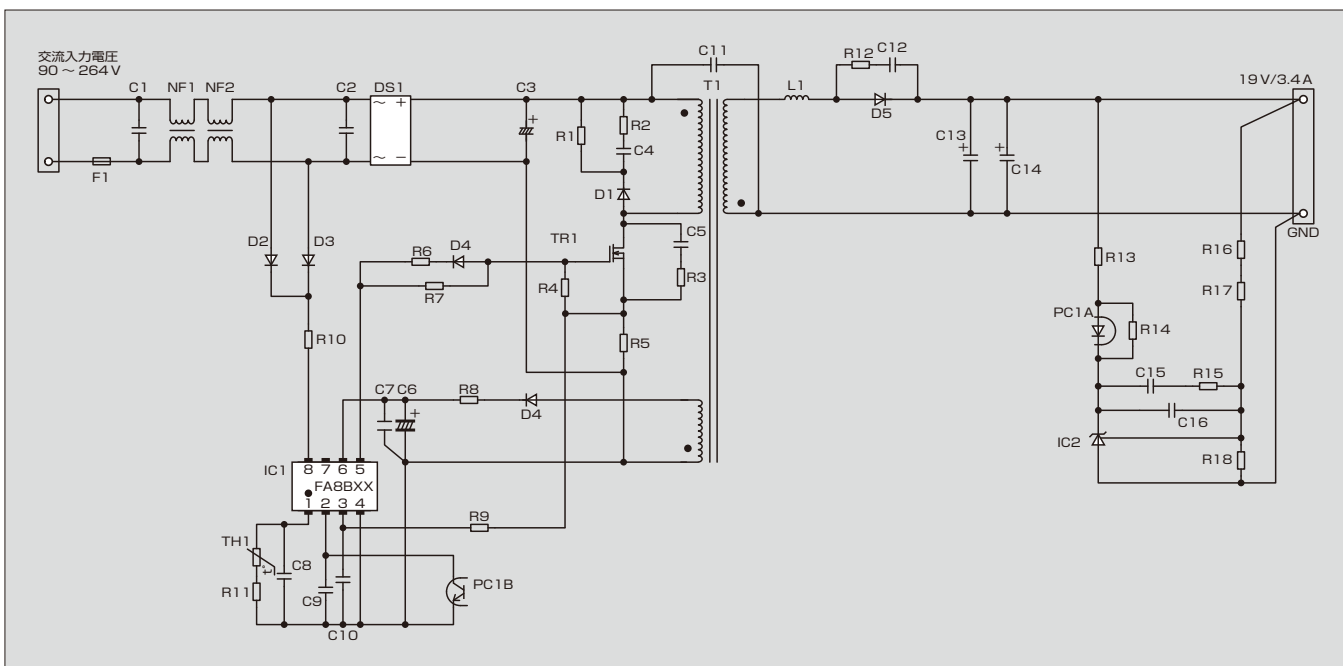 交流入力電圧
90 ~ 264V
C1
NF1
NF2
F1
C2
DS1
~ +
~ −
C3
+
R1
R2
C4
D1
C11
T1
L1
R12
C12
D5
19V/3.4A
C13
+
+
C14
GND
D2
D3
R6
D4
R7
TR1
R4
C5
R3
R5
R10
C7
C6
+
R8
D4
R13
PC1A
R14
R16
R17
C15
R15
C16
IC2
R18
IC1
8 7 6 5
FA8BXX
1 2 3 4
R9
TH1
t°
C8
R11
C9
C10
PC1B